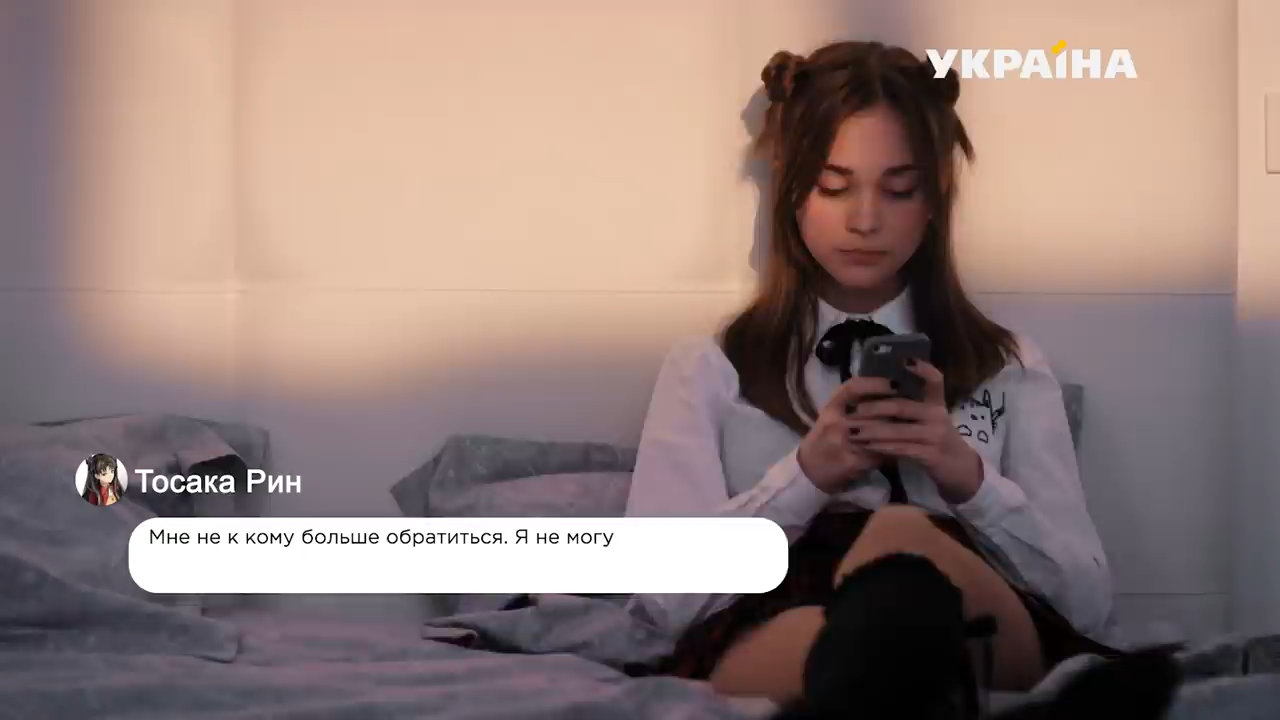 УКРАЇНА
Тосака Рин
Мне не к кому больше обратиться. Я не могу